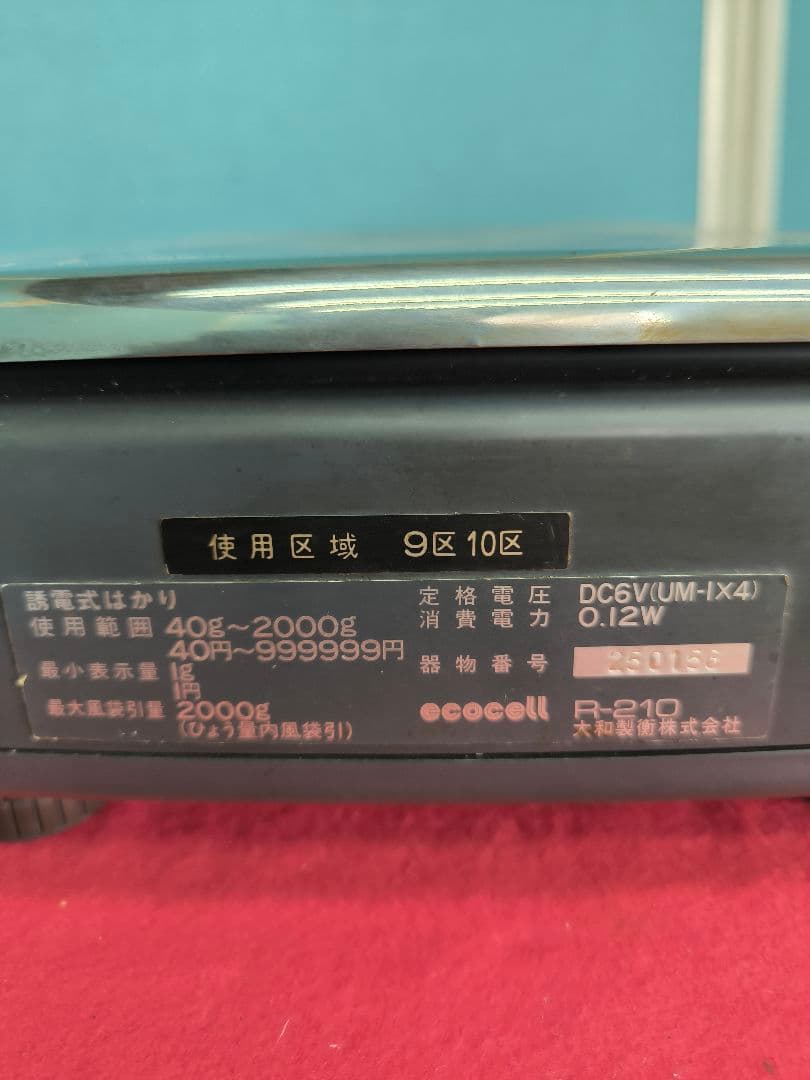 使用区域 9区10区
誘電式はかり
使用範囲 40g~2000g
40円~999999円
最小表示量 1g
1円
最大風袋引量 2000g
(ひょう量内風袋引)
定格電圧 DC6V(UM-1X4)
消費電力 0.12W
器物番号 250156
ecocell R-210
大和製衡株式会社